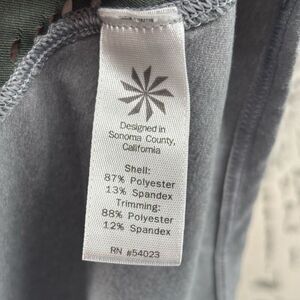 Designed in
Sonoma County,
California
Shell:
87% Polyester
13% Spandex
Trimming:
88% Polyester
12% Spandex
RN #54023